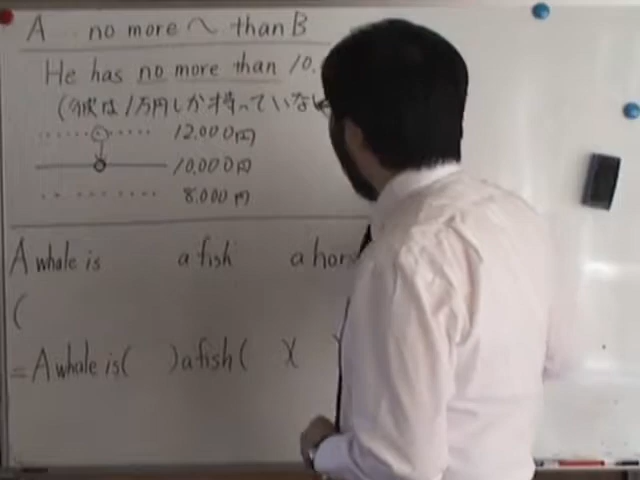 A no more ～ than B
He has no more than 10.
(彼は1万円しか持っていない
12,000円
10,000円
8,000円
A whale is a fish a hor
(
= A whale is ( ) a fish ( )(